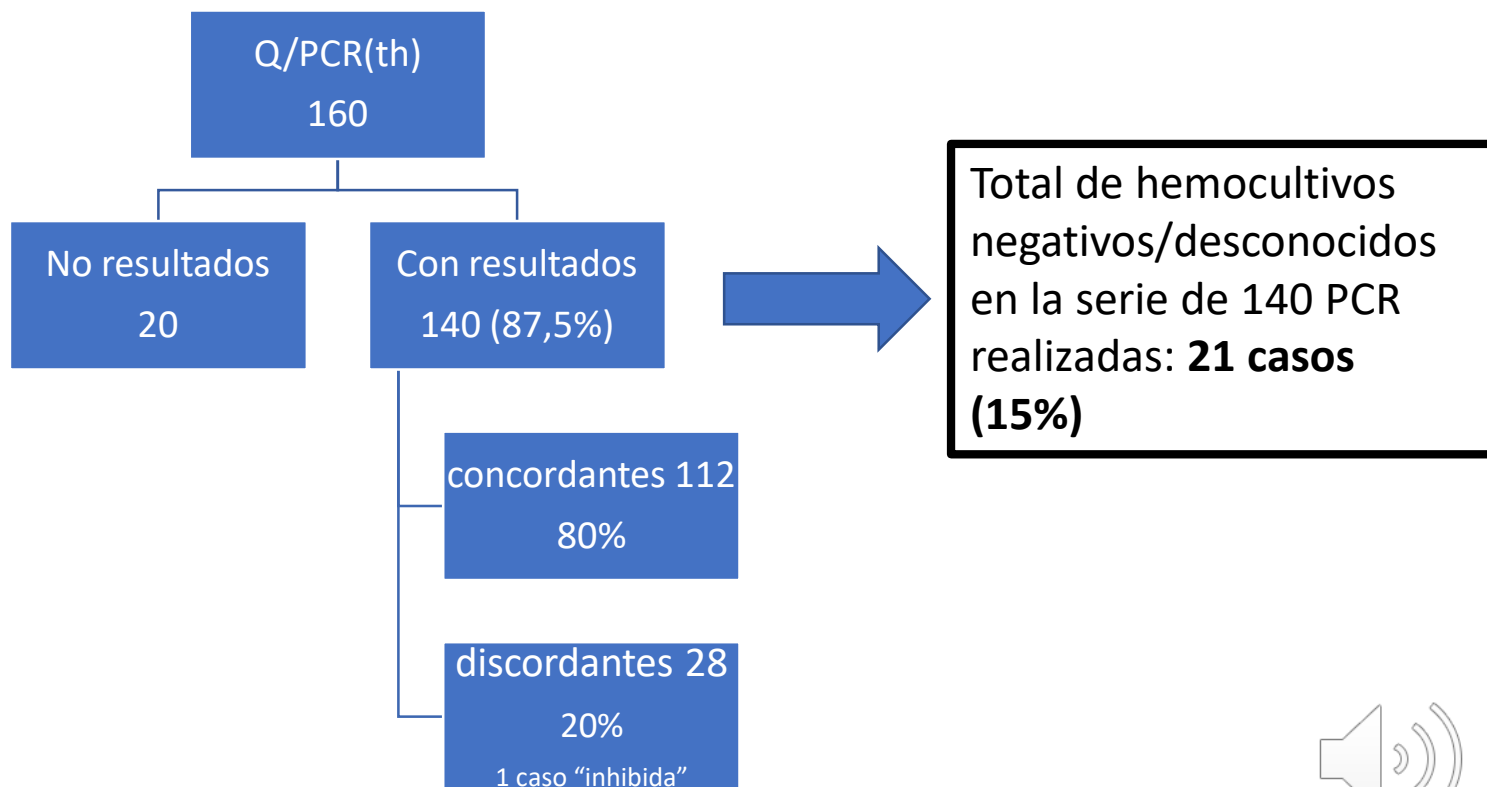 Q/PCR(th)
160
No resultados
20
Con resultados
140 (87,5%)
concordantes 112
80%
discordantes 28
20%
1 caso “inhibida”
Total de hemocultivos
negativos/desconocidos
en la serie de 140 PCR
realizadas: 21 casos
(15%)